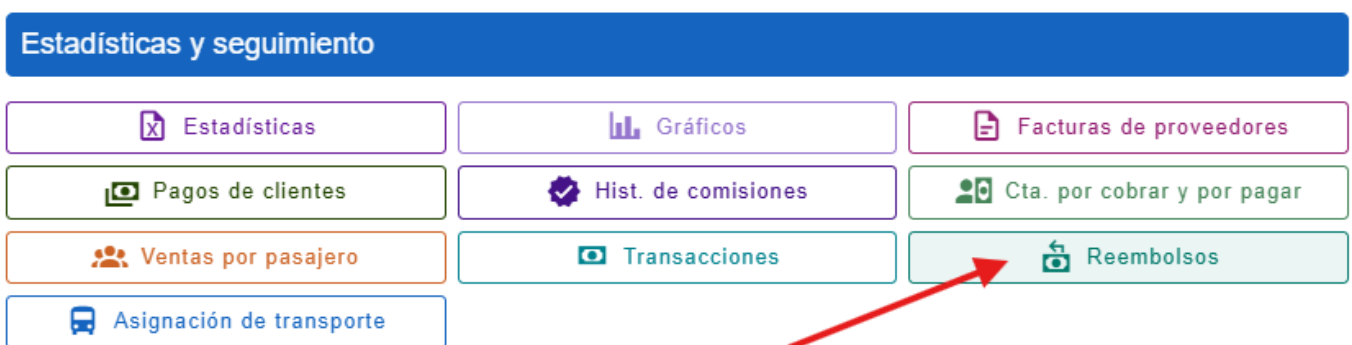 Estadísticas y seguimiento
Estadísticas
Gráficos
Facturas de proveedores
Pagos de clientes
Hist. de comisiones
Cta. por cobrar y por pagar
Ventas por pasajero
Transacciones
Reembolsos
Asignación de transporte